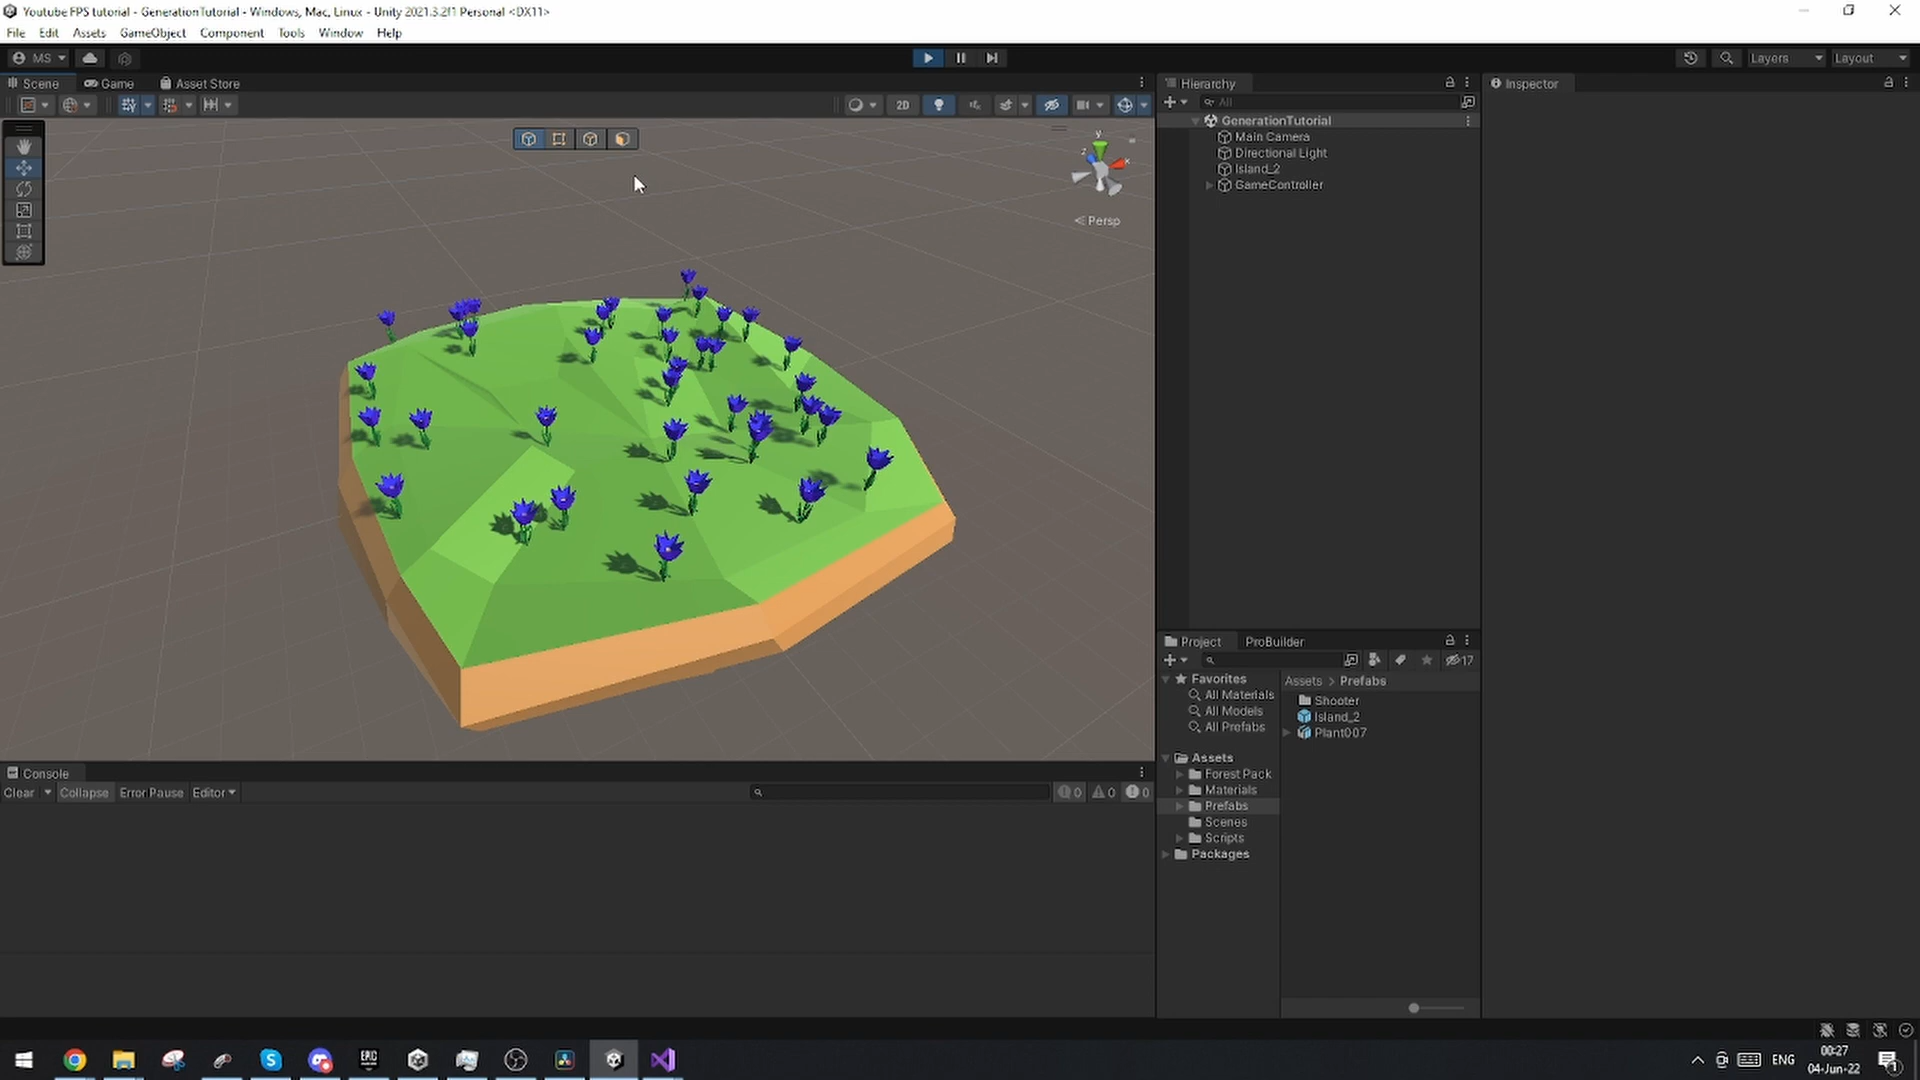 Youtube FPS tutorial - GenerationTutorial - Windows, Mac, Linux - Unity 2021.3.2f1 Personal <DX11>
File Edit Assets GameObject Component Tools Window Help
MS Layers Layout
Scene Game Asset Store
2D
y
z x
Persp
Hierarchy
All
GenerationTutorial
Main Camera
Directional Light
Island_2
GameController
Inspector
Project ProBuilder
17
Favorites
All Materials
All Models
All Prefabs
Assets
Forest Pack
Materials
Prefabs
Scenes
Scripts
Packages
Assets > Prefabs
Shooter
Island_2
Plant007
Console
Clear Collapse Error Pause Editor 0 0 0
EPIC GAMES
ENG
00:27
04-Jun-22
1